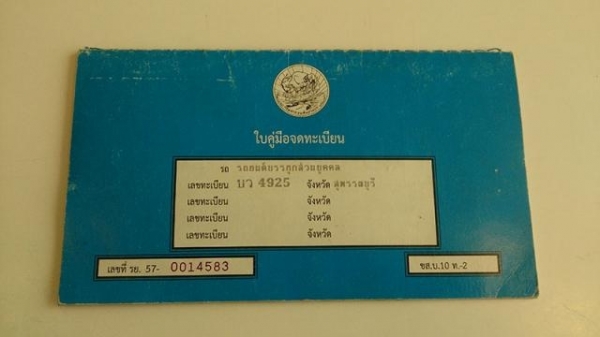 ใบคู่มือจดทะเบียน
รถ รถยนต์บรรทุกส่วนบุคคล
เลขทะเบียน บว 4925 จังหวัด สุพรรณบุรี
เลขทะเบียน จังหวัด
เลขทะเบียน จังหวัด
เลขทะเบียน จังหวัด
เลขที่ รย. 57- 0014583
ขส.บ.10 ท.-2